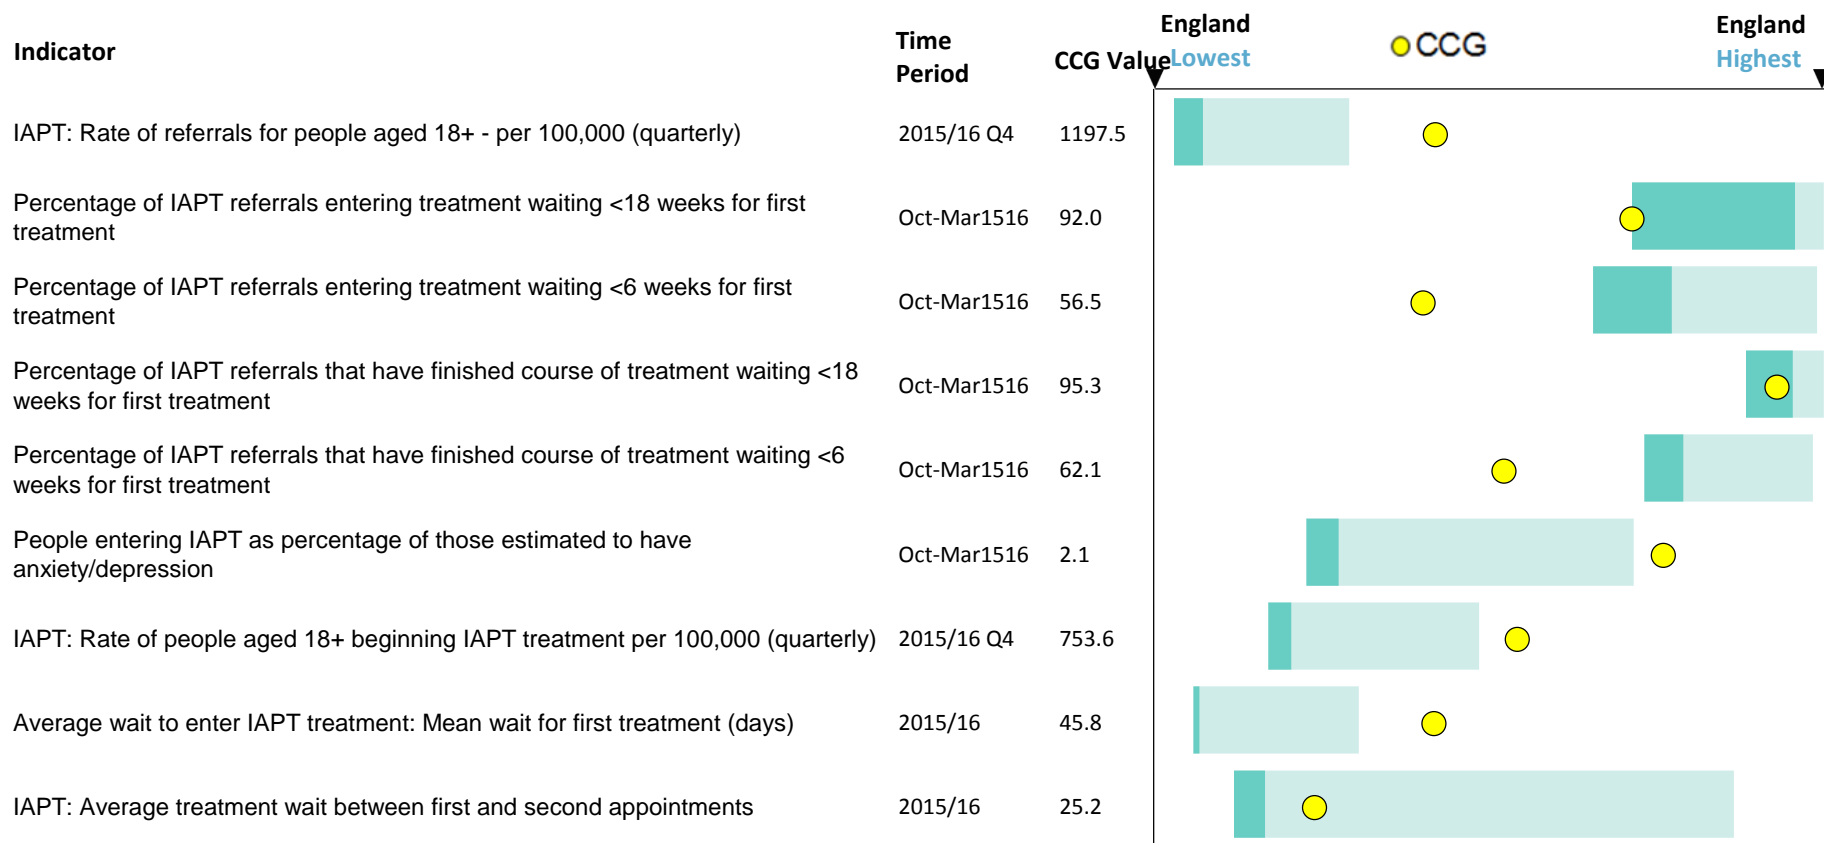 Indicator
Time
Period
CCG Value
England
Lowest
CCG
England
Highest
IAPT: Rate of referrals for people aged 18+ - per 100,000 (quarterly) 2015/16 Q4 1197.5
Percentage of IAPT referrals entering treatment waiting <18 weeks for first
treatment
Oct-Mar1516 92.0
Percentage of IAPT referrals entering treatment waiting <6 weeks for first
treatment
Oct-Mar1516 56.5
Percentage of IAPT referrals that have finished course of treatment waiting <18
weeks for first treatment
Oct-Mar1516 95.3
Percentage of IAPT referrals that have finished course of treatment waiting <6
weeks for first treatment
Oct-Mar1516 62.1
People entering IAPT as percentage of those estimated to have
anxiety/depression
Oct-Mar1516 2.1
IAPT: Rate of people aged 18+ beginning IAPT treatment per 100,000 (quarterly) 2015/16 Q4 753.6
Average wait to enter IAPT treatment: Mean wait for first treatment (days) 2015/16 45.8
IAPT: Average treatment wait between first and second appointments 2015/16 25.2